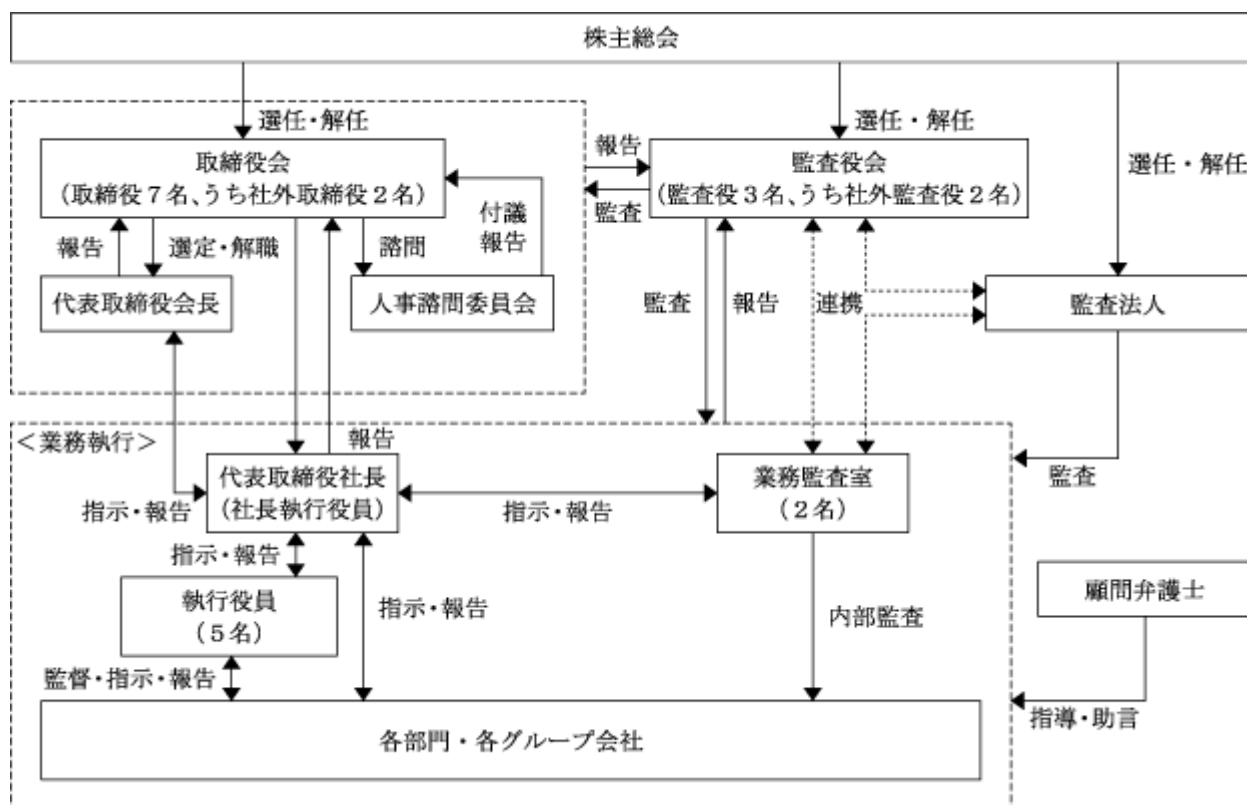 株主総会
選任・解任
選任・解任
選任・解任
取締役会
(取締役7名、うち社外取締役2名)
報告
監査
監査役会
(監査役3名、うち社外監査役2名)
報告
選定・解職
諮問
付議
報告
代表取締役会長
人事諮問委員会
監査
報告
連携
監査法人
<業務執行>
報告
代表取締役社長
(社長執行役員)
業務監査室
(2名)
監査
指示・報告
指示・報告
指示・報告
執行役員
(5名)
指示・報告
内部監査
顧問弁護士
監督・指示・報告
指導・助言
各部門・各グループ会社